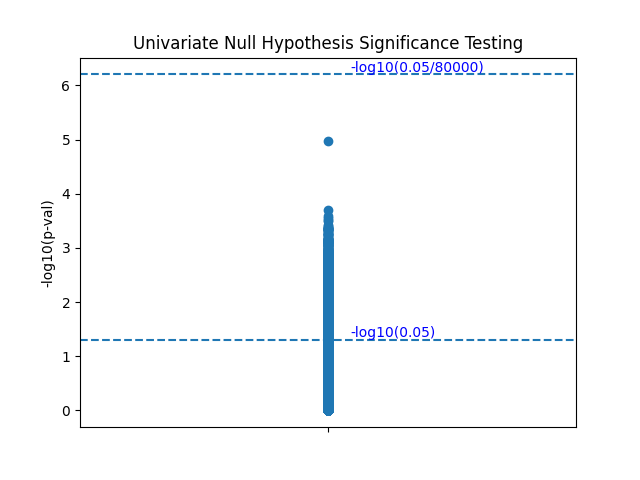 Univariate Null Hypothesis Significance Testing
-log10(0.05/80000)
6
5
4
3
2
-log10(0.05)
1
0
-log10(p-val)